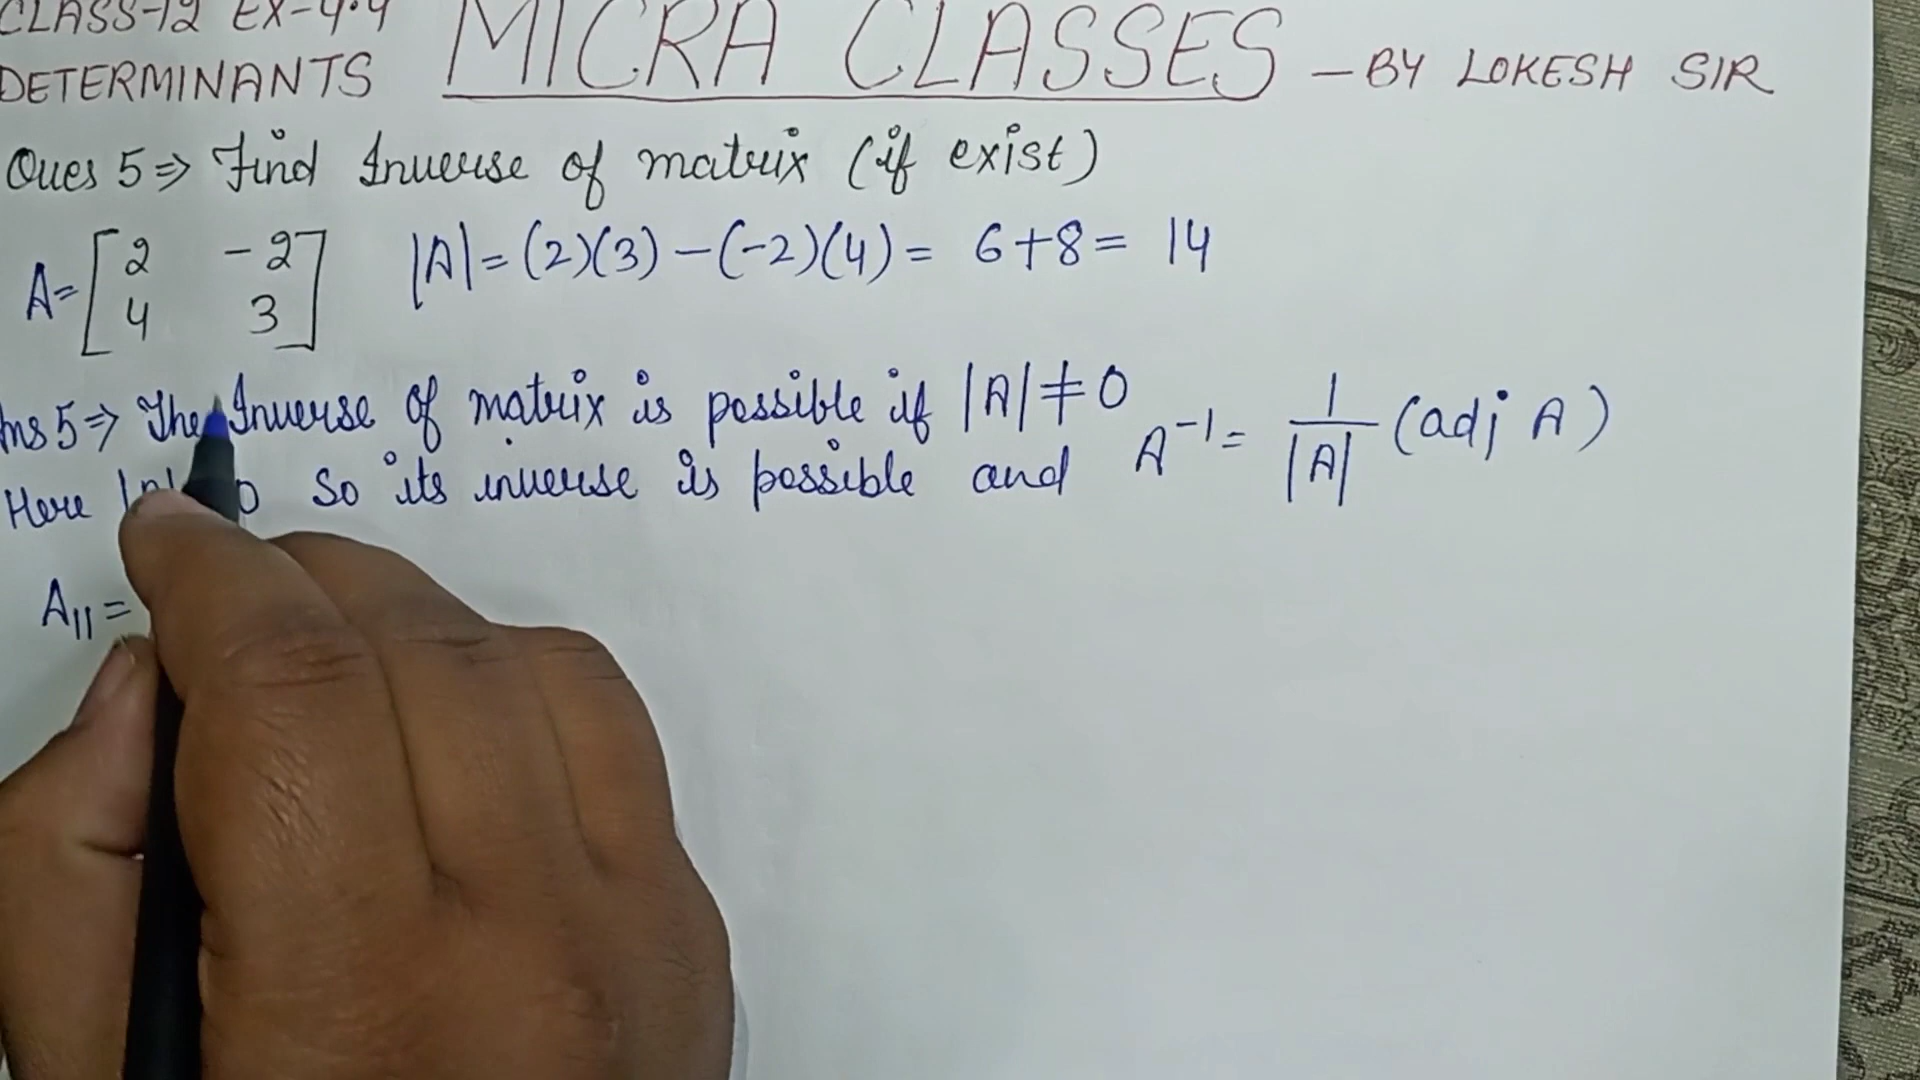 CLASS-12 EX-4.4
DETERMINANTS
MICRA CLASSES - BY LOKESH SIR
Ques 5 ⇒ Find Inverse of matrix (if exist)
A = [2 -2
4 3]
|A| = (2)(3) - (-2)(4) = 6+8 = 14
Ans 5 ⇒ The Inverse of matrix is possible if |A| ≠ 0
Here 0 So its inverse is possible and A⁻¹ = 1/|A| (adj A)
A₁₁ =